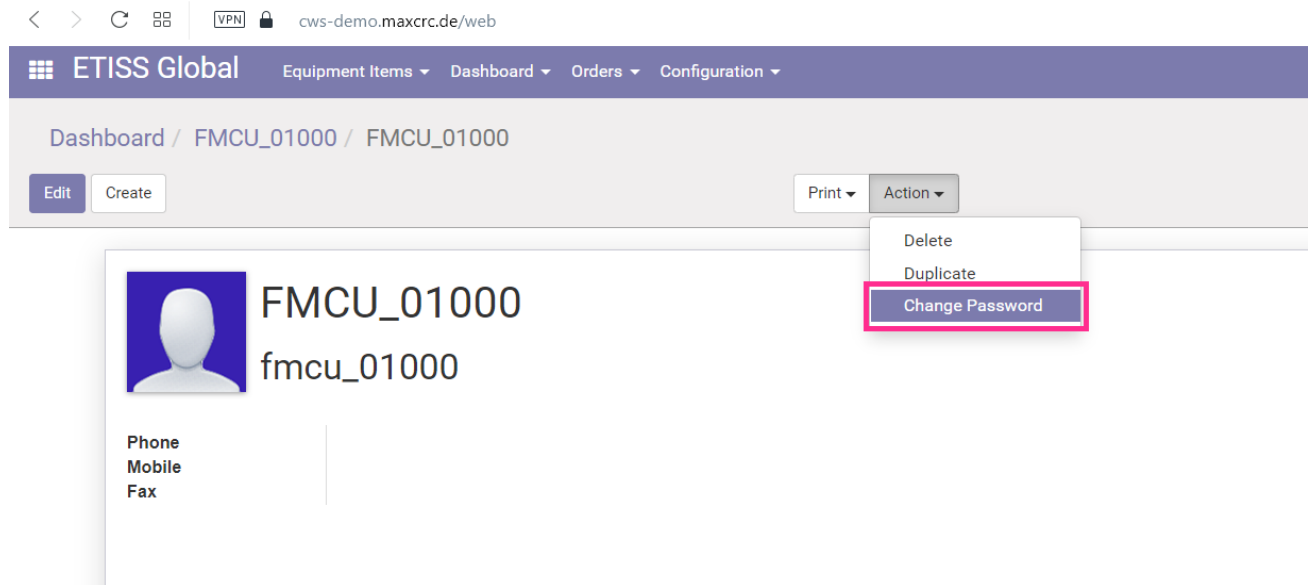 VPN cws-demo.maxcrc.de/web
ETISS Global Equipment Items Dashboard Orders Configuration
Dashboard / FMCU_01000 / FMCU_01000
Edit Create Print Action
Delete
Duplicate
Change Password
FMCU_01000
fmcu_01000
Phone
Mobile
Fax